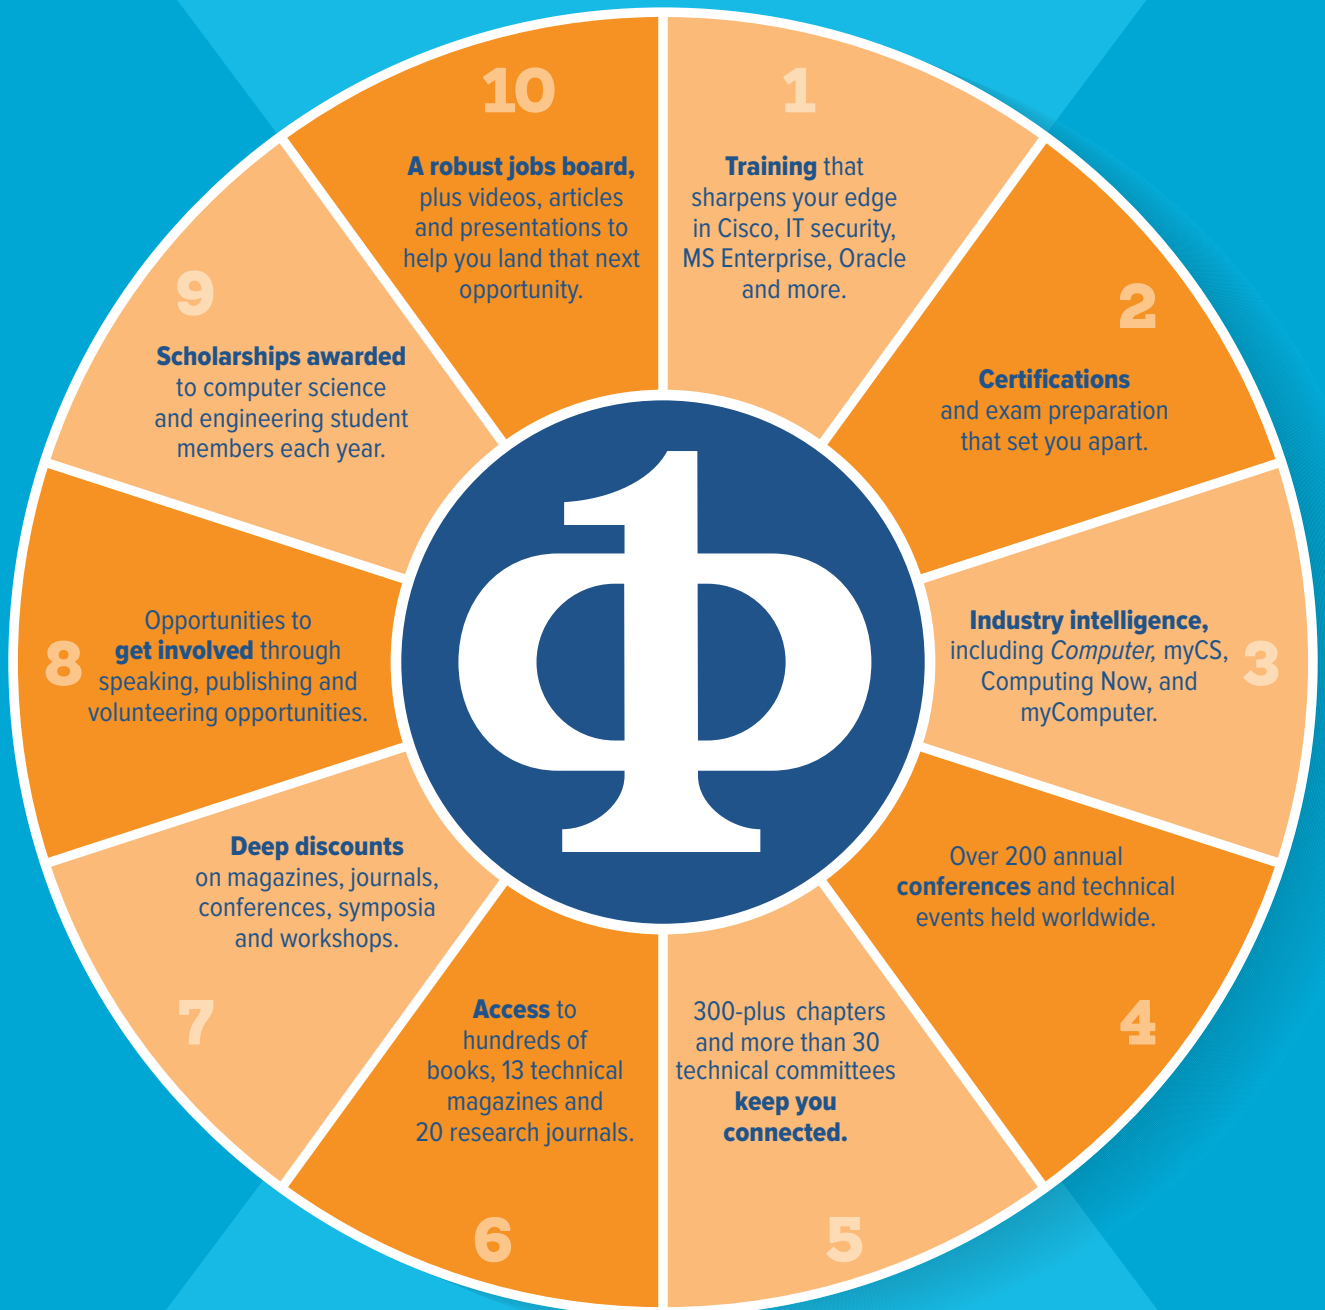 1
Training that
sharpens your edge
in Cisco, IT security,
MS Enterprise, Oracle
and more.
2
Certifications
and exam preparation
that set you apart.
3
Industry intelligence,
including Computer, myCS,
Computing Now, and
myComputer.
4
Over 200 annual
conferences and technical
events held worldwide.
5
300-plus chapters
and more than 30
technical committees
keep you
connected.
6
Access to
hundreds of
books, 13 technical
magazines and
20 research journals.
7
Deep discounts
on magazines, journals,
conferences, symposia
and workshops.
8
Opportunities to
get involved through
speaking, publishing and
volunteering opportunities.
9
Scholarships awarded
to computer science
and engineering student
members each year.
10
A robust jobs board,
plus videos, articles
and presentations to
help you land that next
opportunity.